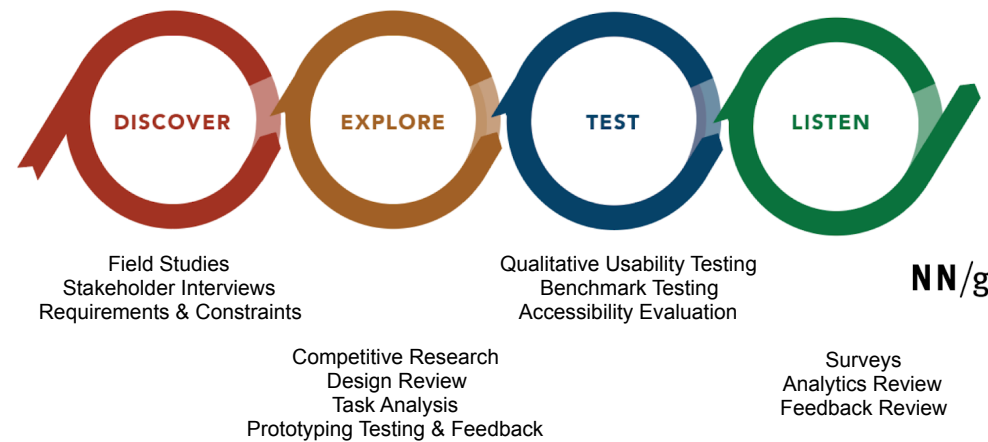 DISCOVER
EXPLORE
TEST
LISTEN
Field Studies
Stakeholder Interviews
Requirements & Constraints
Qualitative Usability Testing
Benchmark Testing
Accessibility Evaluation
NN/g
Competitive Research
Design Review
Task Analysis
Prototyping Testing & Feedback
Surveys
Analytics Review
Feedback Review